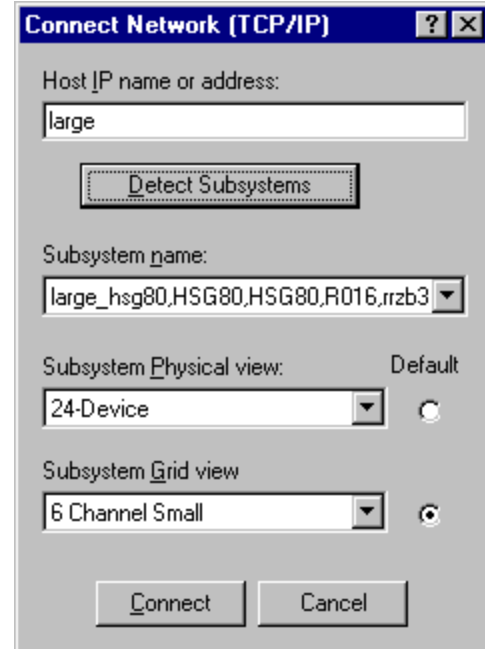 Connect Network (TCP/IP)
Host IP name or address:
large
Detect Subsystems
Subsystem name:
large_hsg80,HSG80,HSG80,R016,rrzb3
Subsystem Physical view: Default
24-Device
Subsystem Grid view
6 Channel Small
Connect Cancel